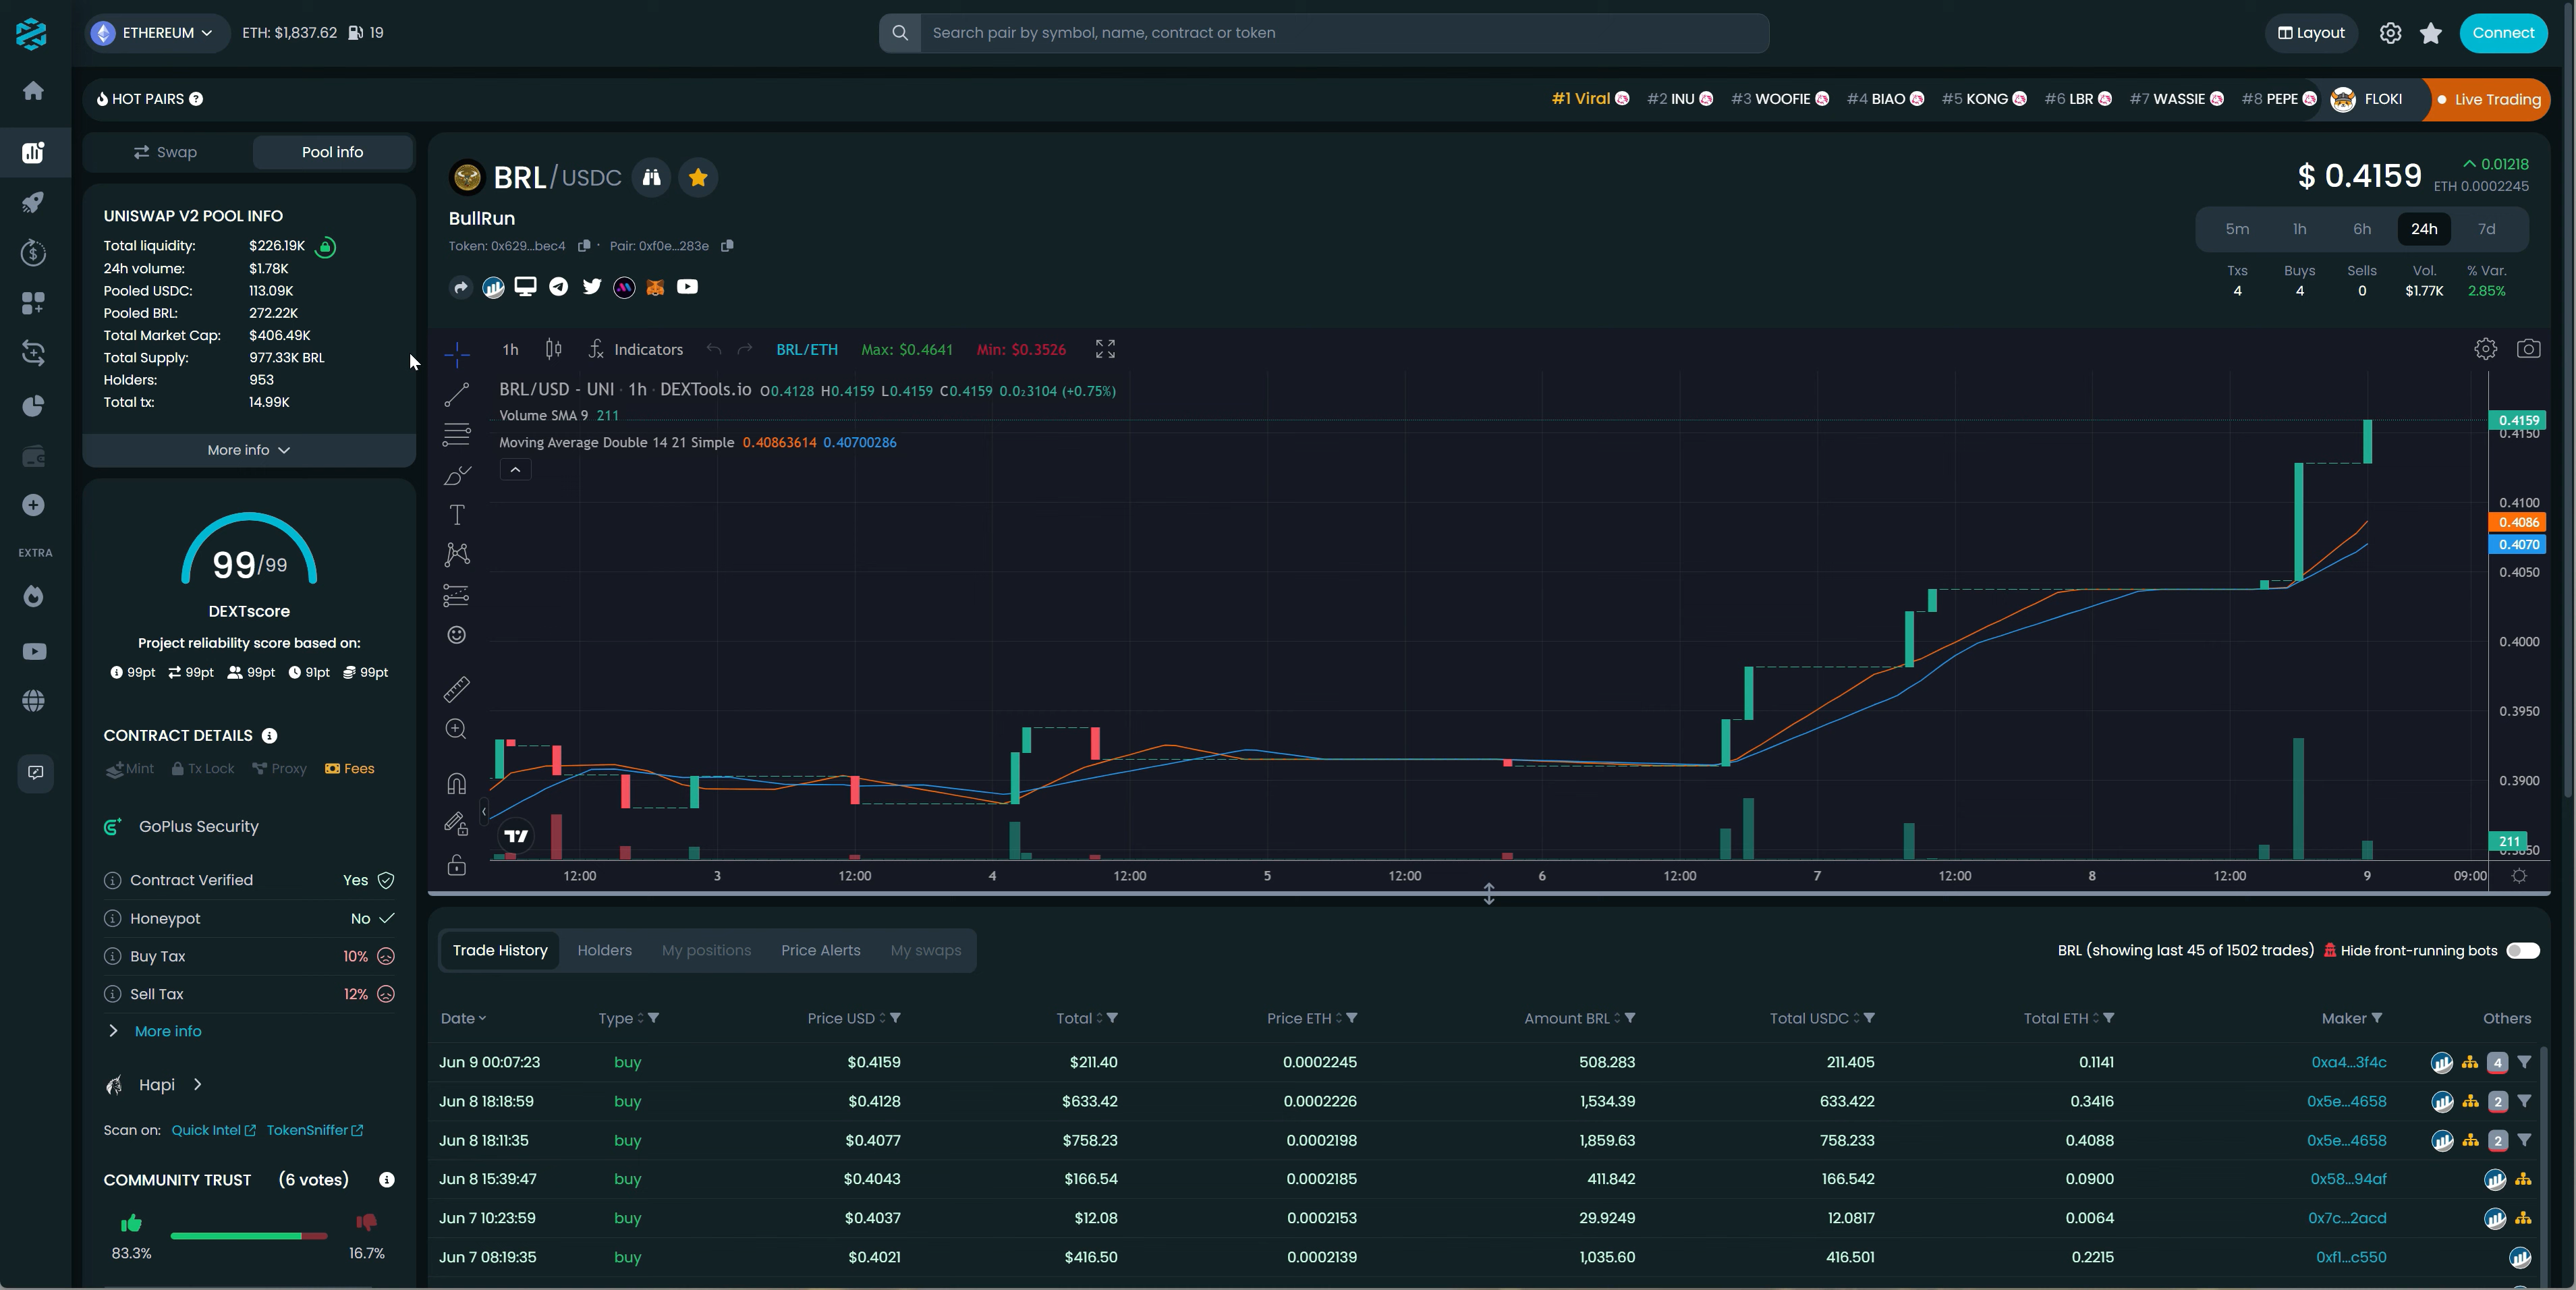 ETHEREUM ETH: $1,837.62 19
Search pair by symbol, name, contract or token
Layout Connect
HOT PAIRS ?
#1 Viral #2 INU #3 WOOFIE #4 BIAO #5 KONG #6 LBR #7 WASSIE #8 PEPE FLOKI Live Trading
Swap Pool info
UNISWAP V2 POOL INFO
Total liquidity: $226.19K
24h volume: $1.78K
Pooled USDC: 113.09K
Pooled BRL: 272.22K
Total Market Cap: $406.49K
Total Supply: 977.33K BRL
Holders: 953
Total tx: 14.99K
More info
99/99
DEXTscore
Project reliability score based on:
99pt 99pt 99pt 91pt 99pt
CONTRACT DETAILS
Mint Tx Lock Proxy Fees
GoPlus Security
Contract Verified Yes
Honeypot No
Buy Tax 10%
Sell Tax 12%
More info
Hapi
Scan on: Quick Intel TokenSniffer
COMMUNITY TRUST (6 votes)
83.3% 16.7%
EXTRA
BRL/USDC
BullRun
Token: 0x629...bec4 · Pair: 0xf0e...283e
$ 0.4159 0.01218
ETH 0.0002245
5m 1h 6h 24h 7d
Txs Buys Sells Vol. % Var.
4 4 0 $1.77K 2.85%
1h Indicators BRL/ETH Max: $0.4641 Min: $0.3526
BRL/USD - UNI · 1h · DEXTools.io O0.4128 H0.4159 L0.4159 C0.4159 0.0₂3104 (+0.75%)
Volume SMA 9 211
Moving Average Double 14 21 Simple 0.40863614 0.40700286
0.4159
0.4150
0.4100
0.4086
0.4070
0.4050
0.4000
0.3950
0.3900
211
12:00 3 12:00 4 12:00 5 12:00 6 12:00 7 12:00 8 12:00 9 09:00
Trade History Holders My positions Price Alerts My swaps
BRL (showing last 45 of 1502 trades) Hide front-running bots
Date Type Price USD Total Price ETH Amount BRL Total USDC Total ETH Maker Others
Jun 9 00:07:23 buy $0.4159 $211.40 0.0002245 508.283 211.405 0.1141 0xa4...3f4c 4
Jun 8 18:18:59 buy $0.4128 $633.42 0.0002226 1,534.39 633.422 0.3416 0x5e...4658 2
Jun 8 18:11:35 buy $0.4077 $758.23 0.0002198 1,859.63 758.233 0.4088 0x5e...4658 2
Jun 8 15:39:47 buy $0.4043 $166.54 0.0002185 411.842 166.542 0.0900 0x58...94af
Jun 7 10:23:59 buy $0.4037 $12.08 0.0002153 29.9249 12.0817 0.0064 0x7c...2acd
Jun 7 08:19:35 buy $0.4021 $416.50 0.0002139 1,035.60 416.501 0.2215 0xf1...c550